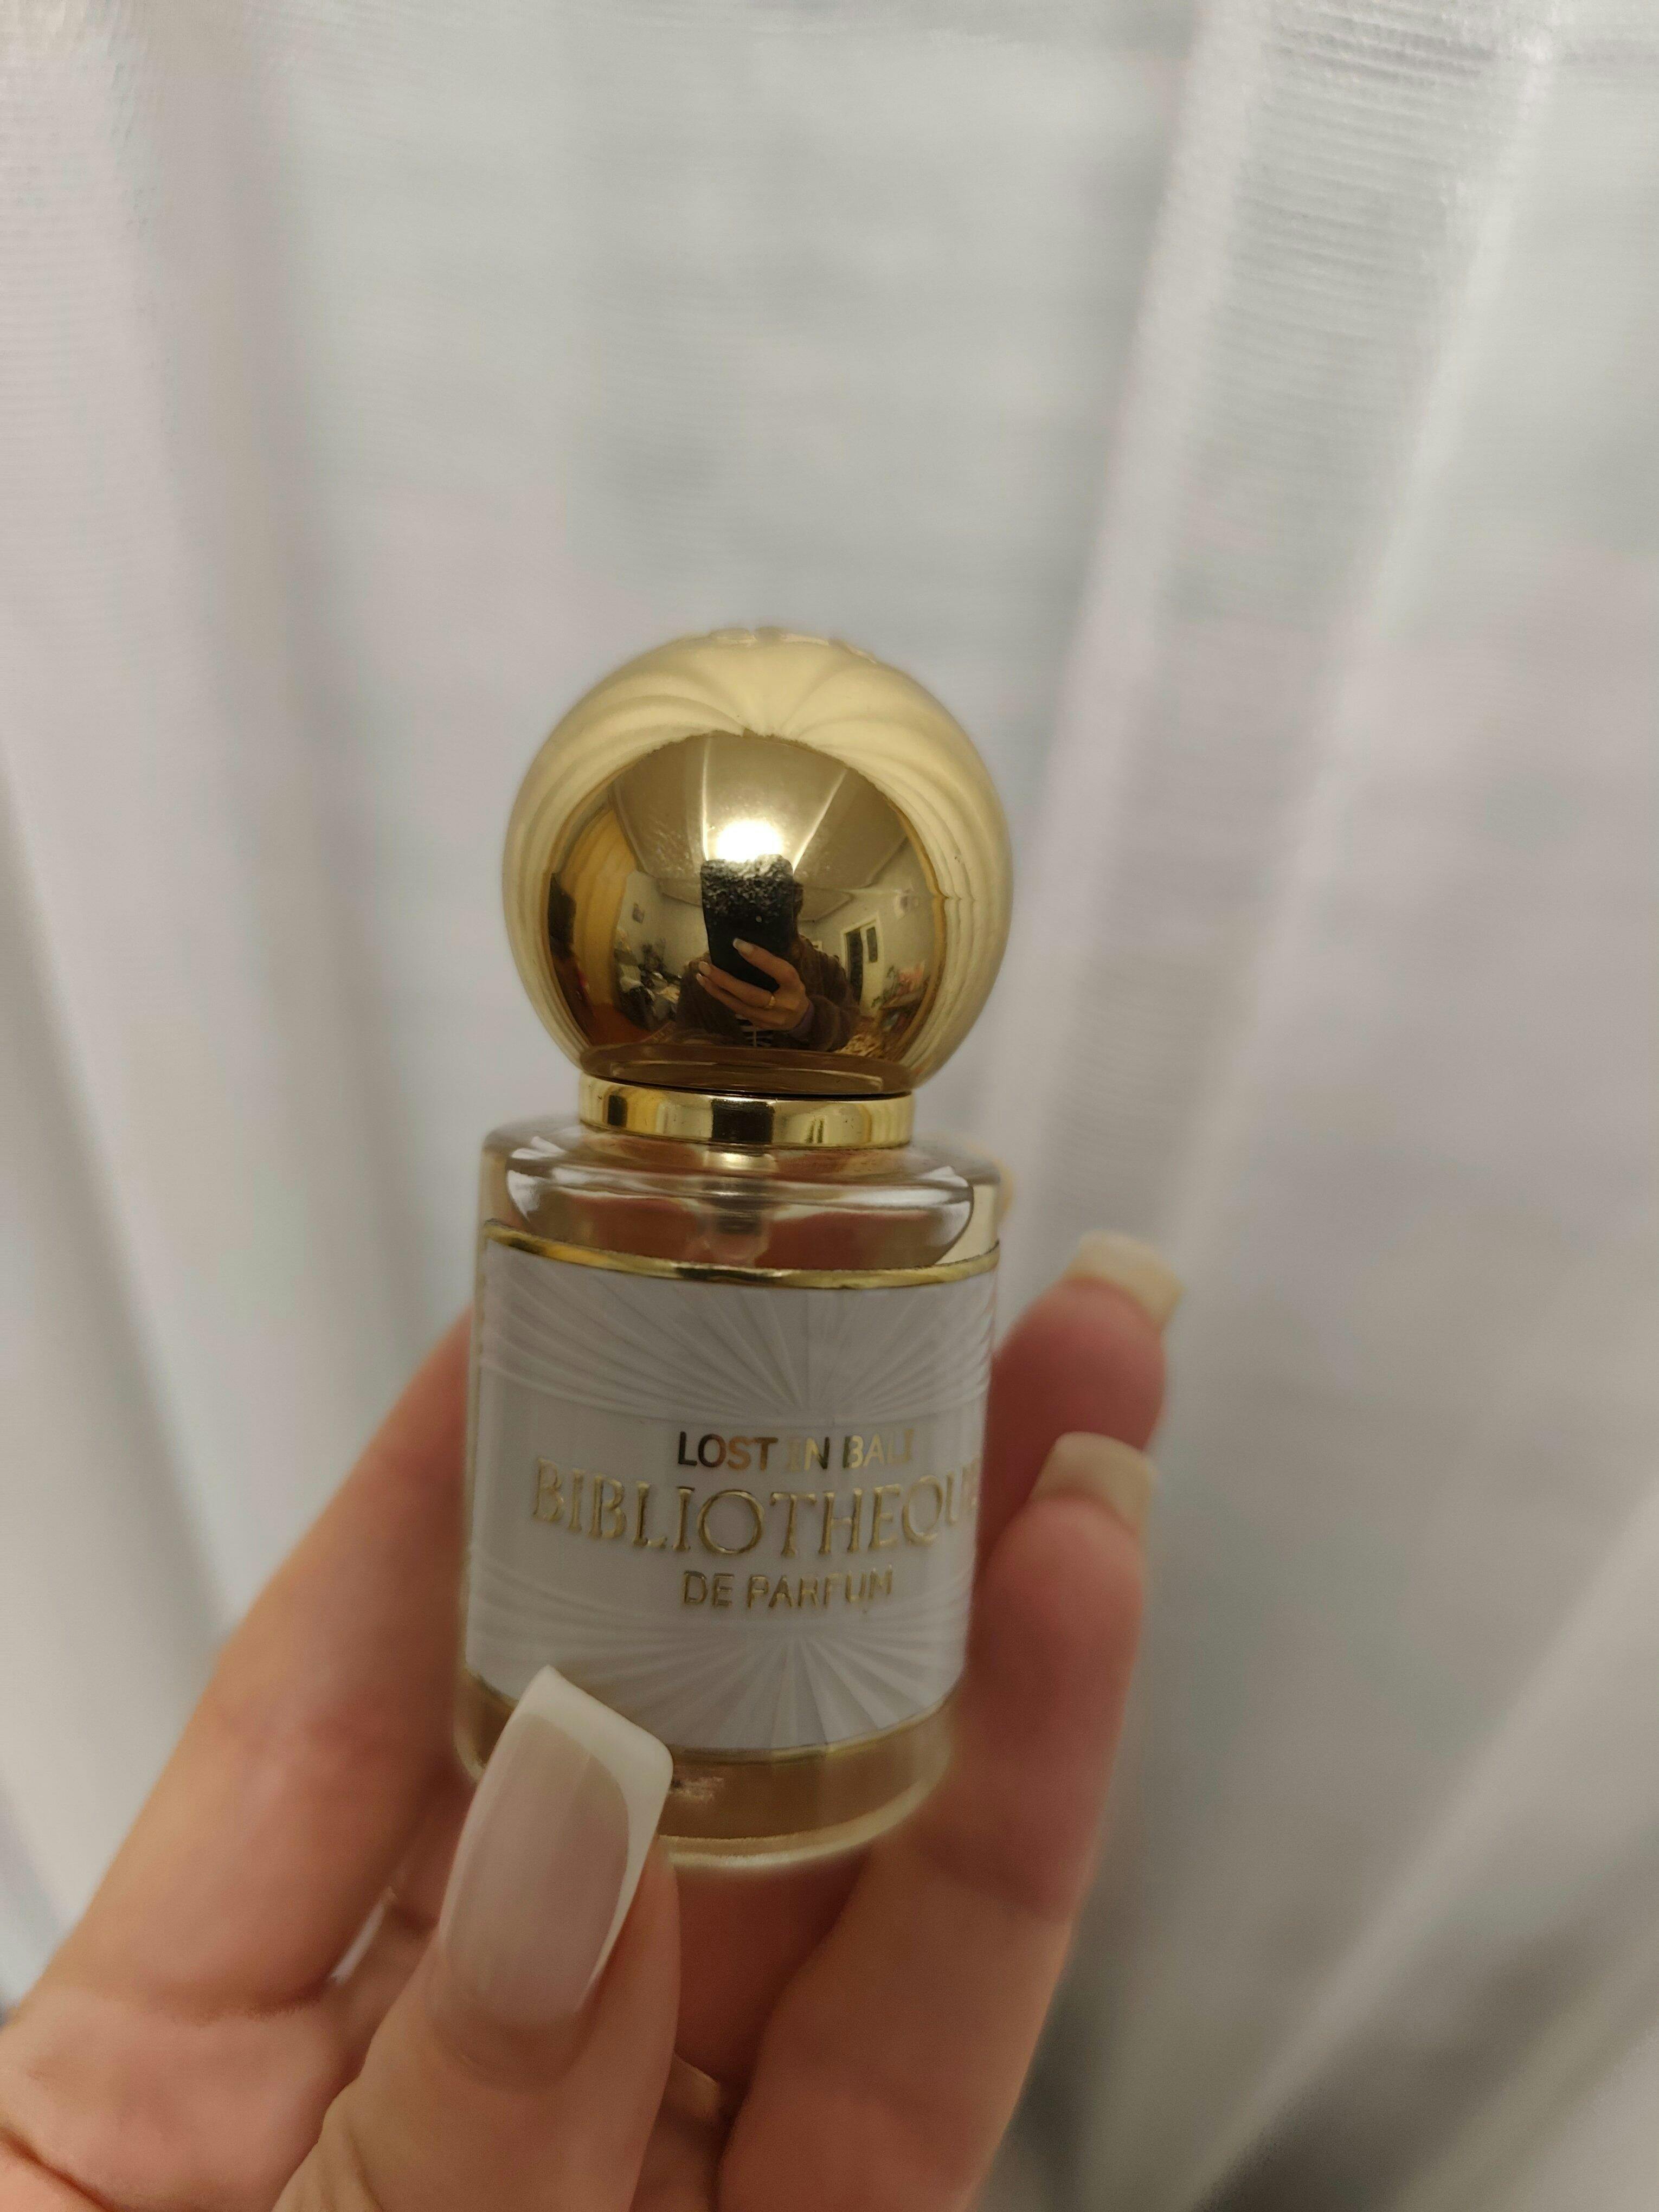 LOST IN BALI
BIBLIOTHEQUE
DE PARFUM